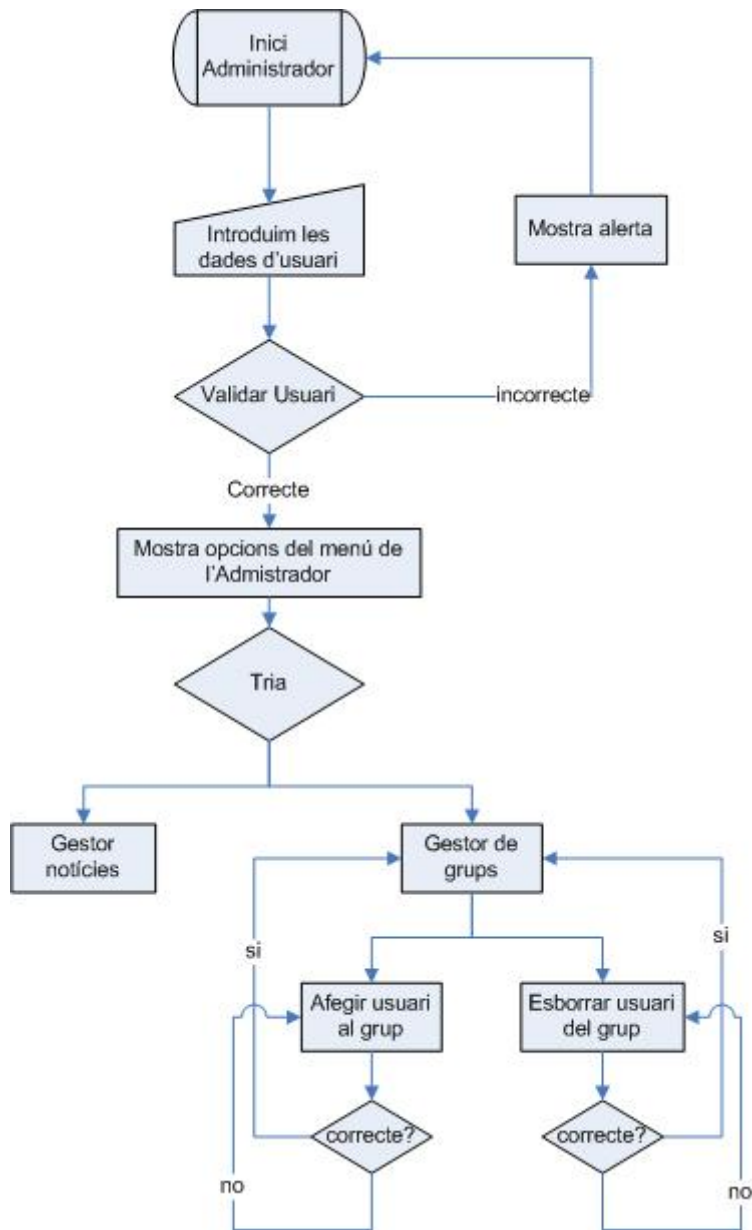 Inici
Administrador
Introduim les
dades d'usuari
Mostra alerta
Validar Usuari
incorrecte
Correcte
Mostra opcions del menú de
l'Admistrador
Tria
Gestor
notícies
Gestor de
grups
si
si
Afegir usuari
al grup
Esborrar usuari
del grup
correcte?
correcte?
no
no